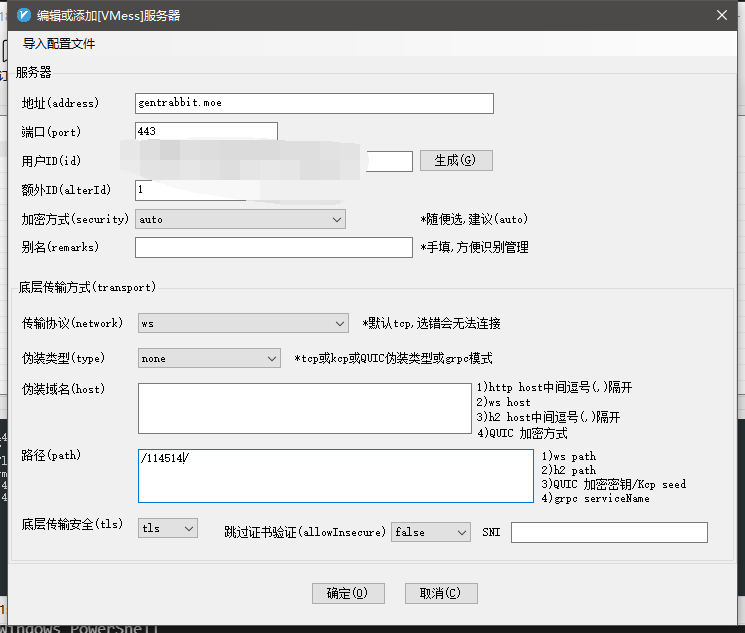 编辑或添加[VMess]服务器
导入配置文件
服务器
地址(address) gentrabbit.moe
端口(port) 443
用户ID(id) 生成(G)
额外ID(alterId) 1
加密方式(security) auto *随便选,建议(auto)
别名(remarks) *手填,方便识别管理
底层传输方式(transport)
传输协议(network) ws *默认tcp,选错会无法连接
伪装类型(type) none *tcp或kcp或QUIC伪装类型或grpc模式
伪装域名(host) 1)http host中间逗号(,)隔开
2)ws host
3)h2 host中间逗号(,)隔开
4)QUIC 加密方式
路径(path) /114514/ 1)ws path
2)h2 path
3)QUIC 加密密钥/Kcp seed
4)grpc serviceName
底层传输安全(tls) tls 跳过证书验证(allowInsecure) false SNI
确定(O) 取消(C)
windows PowerShell